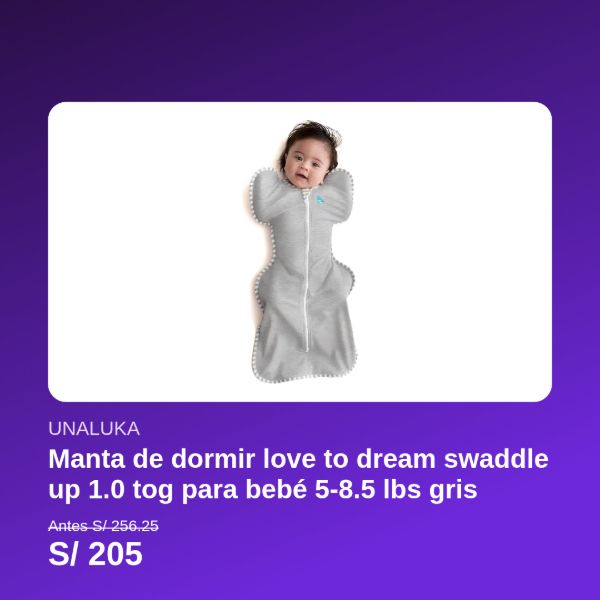 UNALUKA
Manta de dormir love to dream swaddle
up 1.0 tog para bebé 5-8.5 lbs gris
Antes S/ 256.25
S/ 205